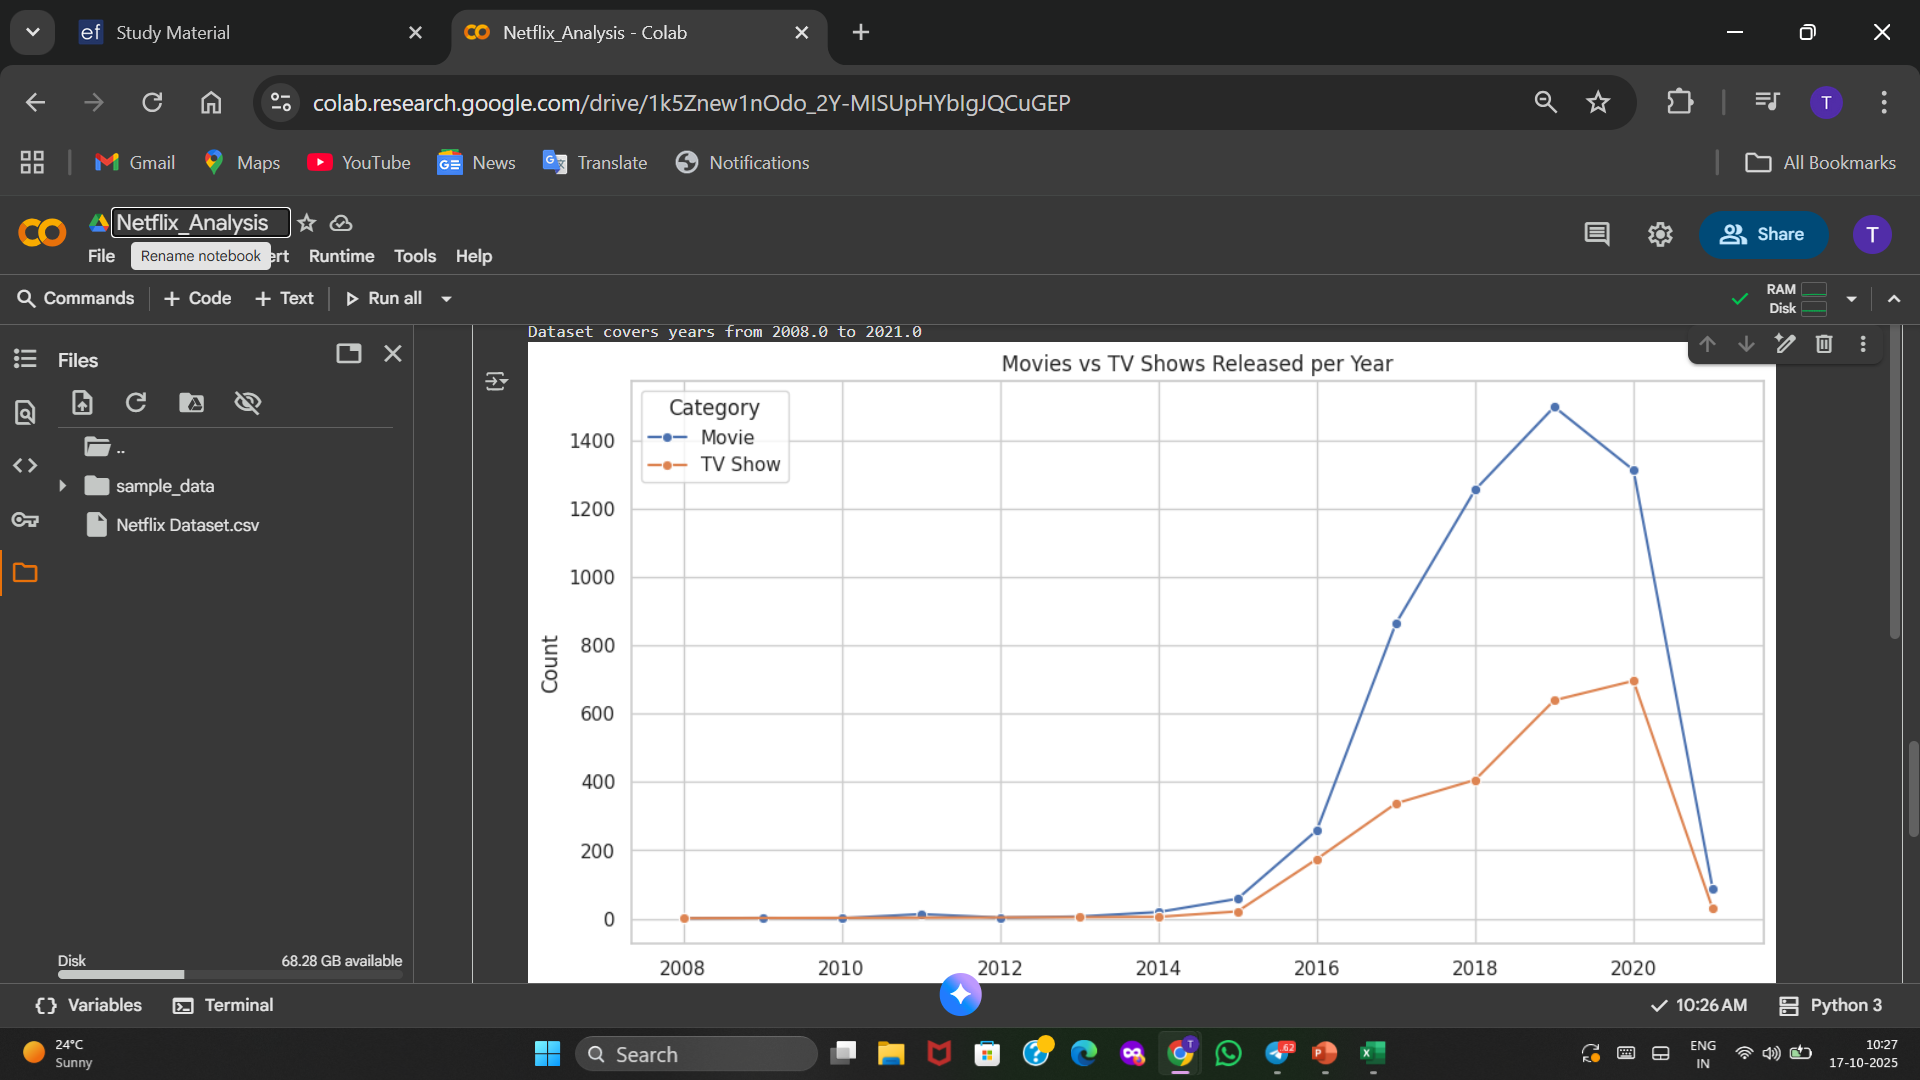 ef Study Material
Netflix_Analysis - Colab
colab.research.google.com/drive/1k5Znew1nOdo_2Y-MISUpHYbIgJQCuGEP
T
Gmail
Maps
YouTube
News
Translate
Notifications
All Bookmarks
Netflix_Analysis
File
Rename notebook
ert
Runtime
Tools
Help
Share
T
Commands
+ Code
+ Text
Run all
RAM
Disk
Files
..
sample_data
Netflix Dataset.csv
Disk
68.28 GB available
Dataset covers years from 2008.0 to 2021.0
Movies vs TV Shows Released per Year
Category
Movie
TV Show
Count
1400
1200
1000
800
600
400
200
0
2008 2010 2012 2014 2016 2018 2020
Variables
Terminal
10:26 AM
Python 3
24°C
Sunny
Search
62
ENG
IN
10:27
17-10-2025